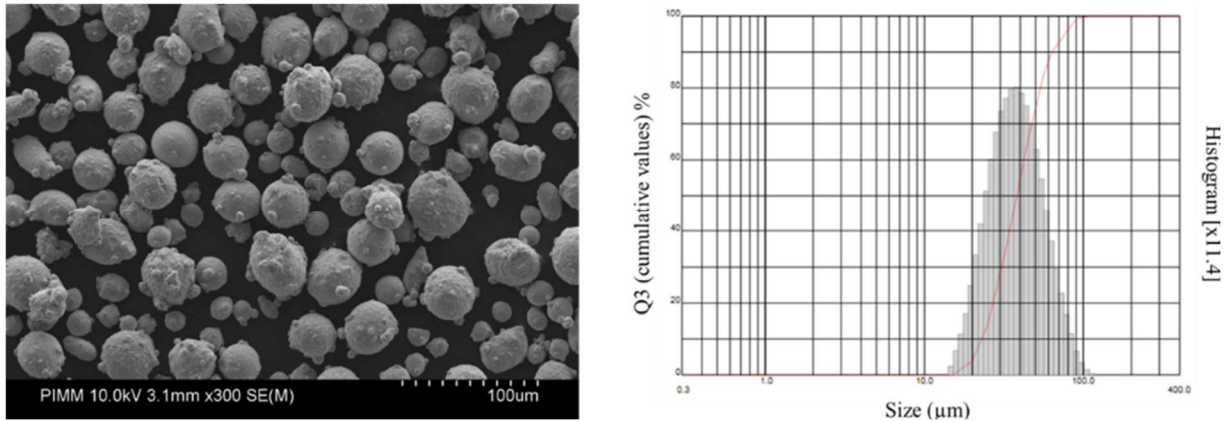 PIMM 10.0kV 3.1mm x300 SE(M)
100um
Q3 (cumulative values) %
100
80
60
40
20
0
0.3
1.0
10.0
100.0
400.0
Size (µm)
Histogram [x11.4]